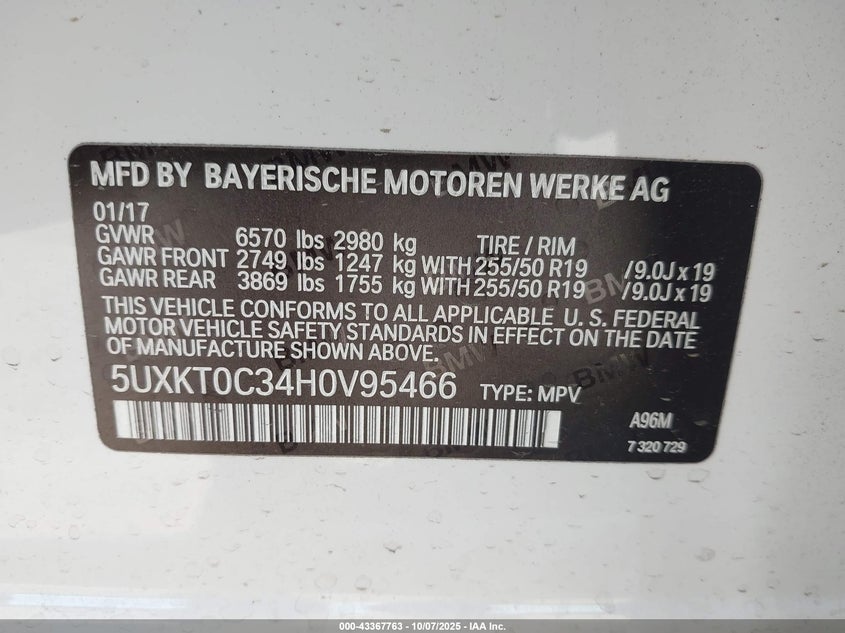 MFD BY BAYERISCHE MOTOREN WERKE AG
01/17
GVWR 6570 lbs 2980 kg TIRE / RIM
GAWR FRONT 2749 lbs 1247 kg WITH 255/50 R19 /9.0J x 19
GAWR REAR 3869 lbs 1755 kg WITH 255/50 R19 /9.0J x 19
THIS VEHICLE CONFORMS TO ALL APPLICABLE U. S. FEDERAL
MOTOR VEHICLE SAFETY STANDARDS IN EFFECT ON THE DATE
OF MANUFACTURE SHOWN ABOVE.
5UXKT0C34H0V95466 TYPE: MPV
A96M
7 320 729
000-43367763 | 10/07/2025 - IAA Inc.